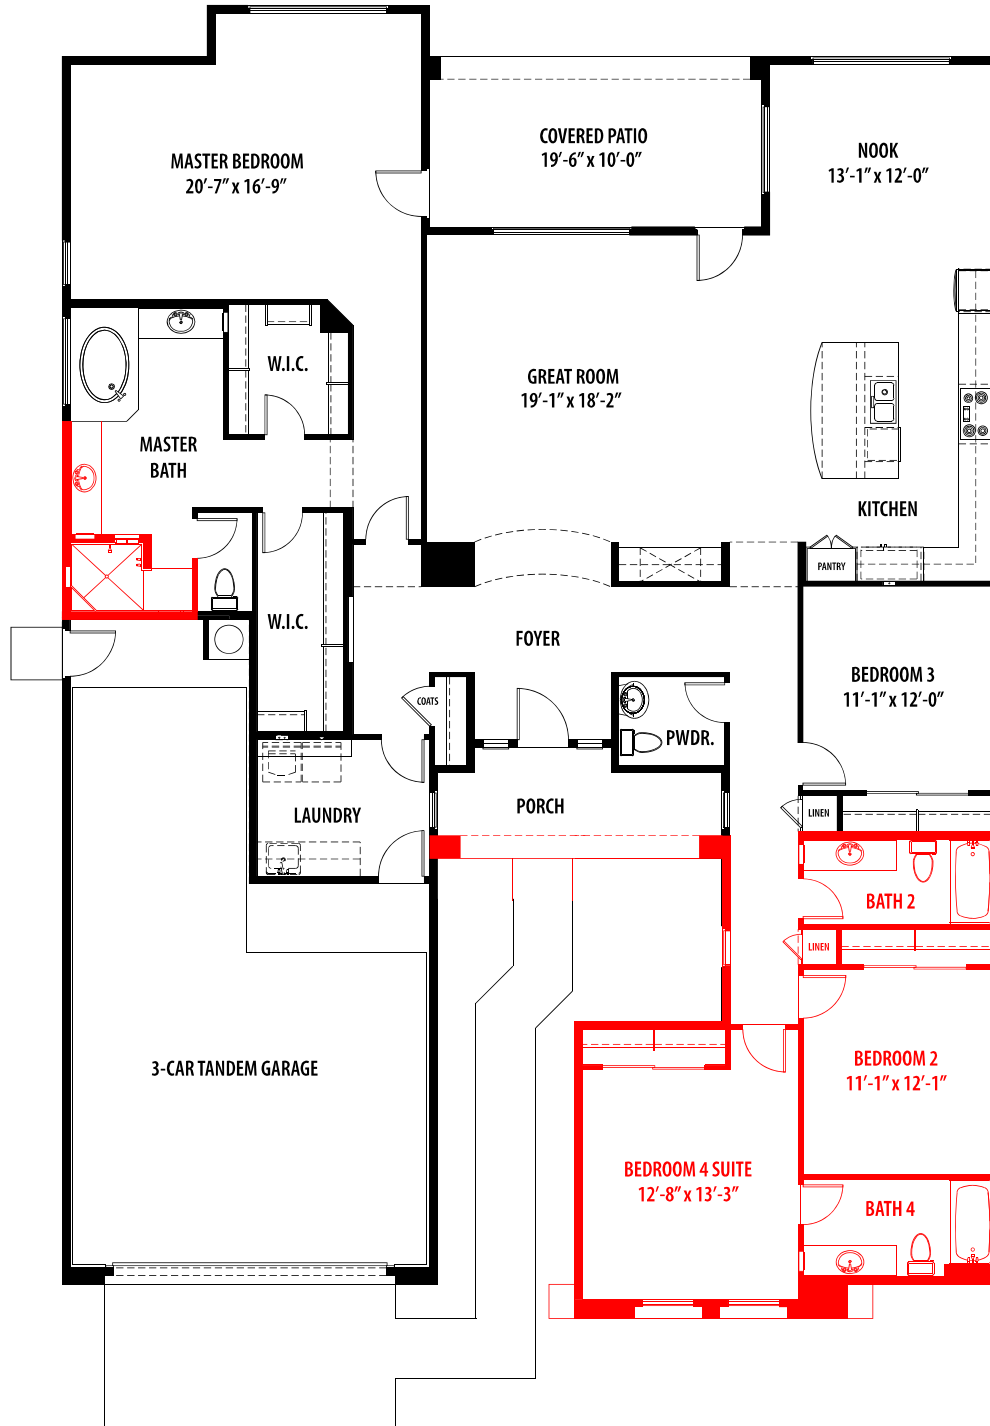 MASTER BEDROOM
20′-7″ x 16′-9″
COVERED PATIO
19′-6″ x 10′-0″
NOOK
13′-1″ x 12′-0″
W.I.C.
GREAT ROOM
19′-1″ x 18′-2″
MASTER
BATH
KITCHEN
PANTRY
W.I.C.
FOYER
BEDROOM 3
11′-1″ x 12′-0″
COATS
PWDR.
LAUNDRY
PORCH
LINEN
BATH 2
LINEN
3-CAR TANDEM GARAGE
BEDROOM 2
11′-1″ x 12′-1″
BEDROOM 4 SUITE
12′-8″ x 13′-3″
BATH 4